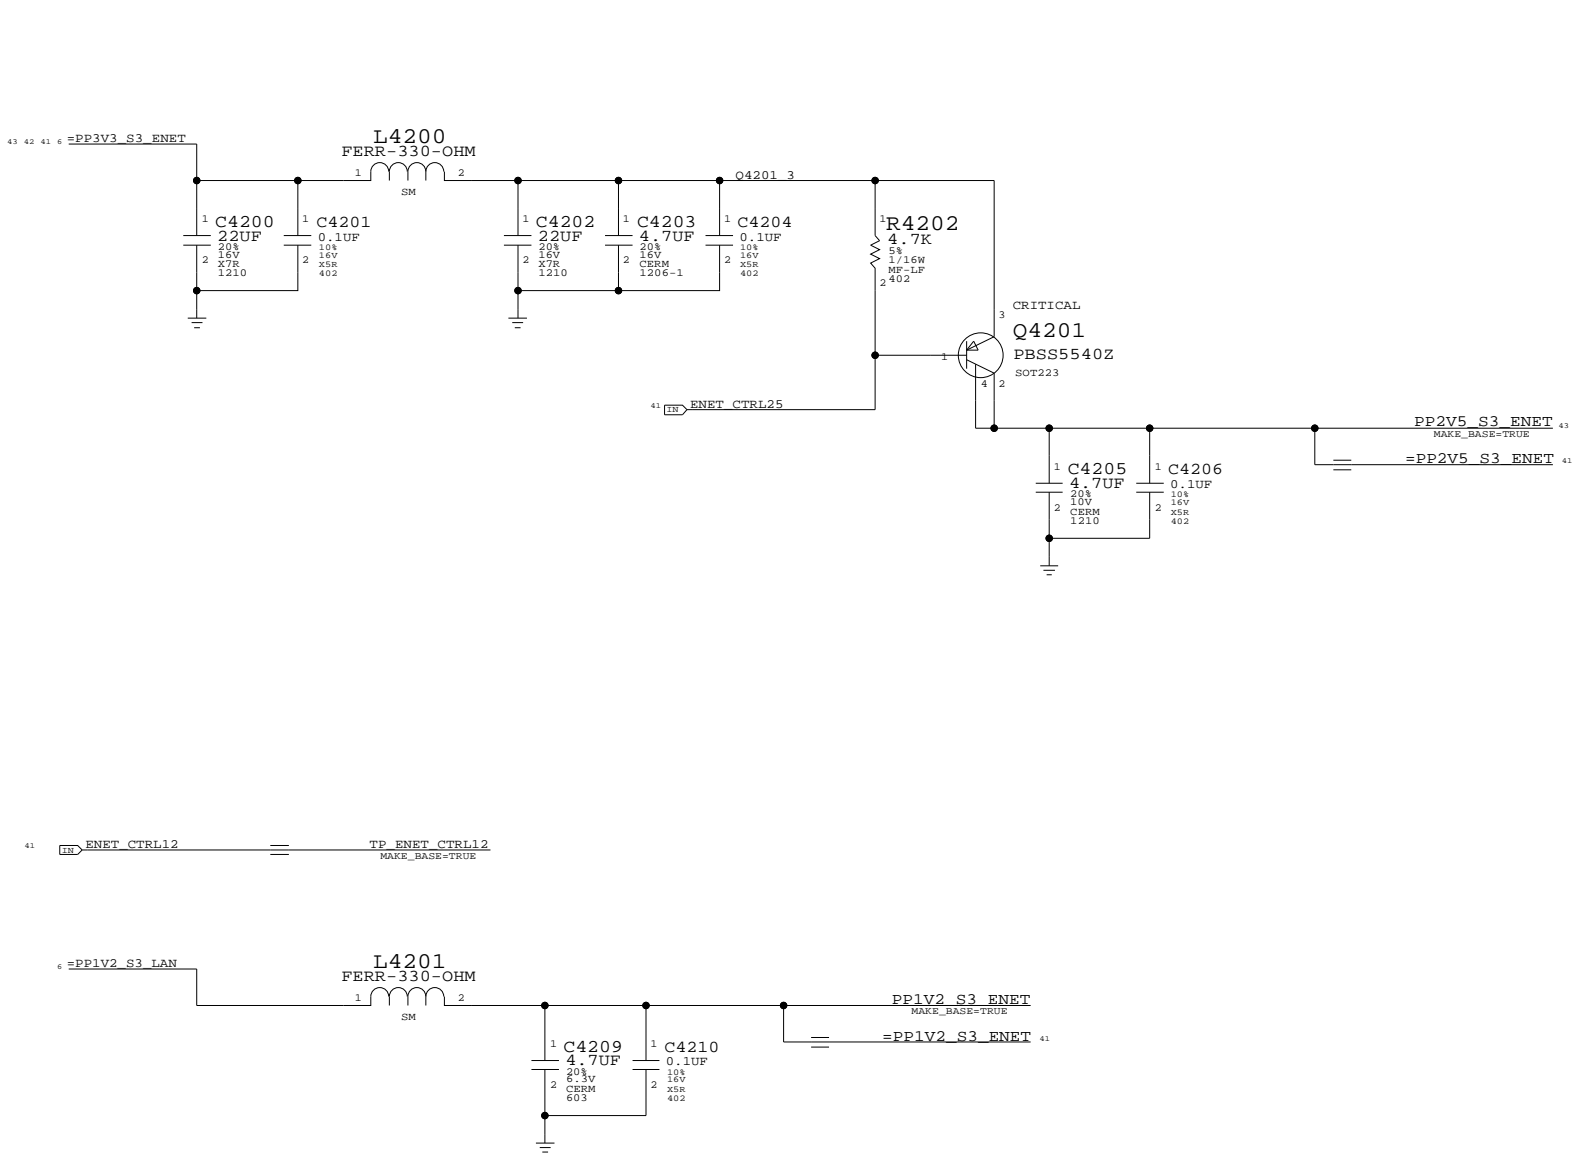 43 42 41 6 =PP3V3_S3_ENET
L4200
FERR-330-OHM
1 2
SM
Q4201_3
1 C4200
22UF
20%
16V
2 X7R
1210
1 C4201
0.1UF
10%
16V
2 X5R
402
1 C4202
22UF
20%
16V
2 X7R
1210
1 C4203
4.7UF
20%
16V
2 CERM
1206-1
1 C4204
0.1UF
10%
16V
2 X5R
402
1 R4202
4.7K
5%
1/16W
MF-LF
2 402
CRITICAL
3
Q4201
1 PBSS5540Z
SOT223
4 2
41 IN ENET_CTRL25
PP2V5_S3_ENET 43
MAKE_BASE=TRUE
=PP2V5_S3_ENET 41
1 C4205
4.7UF
20%
10V
2 CERM
1210
1 C4206
0.1UF
10%
16V
2 X5R
402
41 IN ENET_CTRL12 TP_ENET_CTRL12
MAKE_BASE=TRUE
6 =PP1V2_S3_LAN
L4201
FERR-330-OHM
1 2
SM
PP1V2_S3_ENET
MAKE_BASE=TRUE
=PP1V2_S3_ENET 41
1 C4209
4.7UF
20%
6.3V
2 CERM
603
1 C4210
0.1UF
10%
16V
2 X5R
402